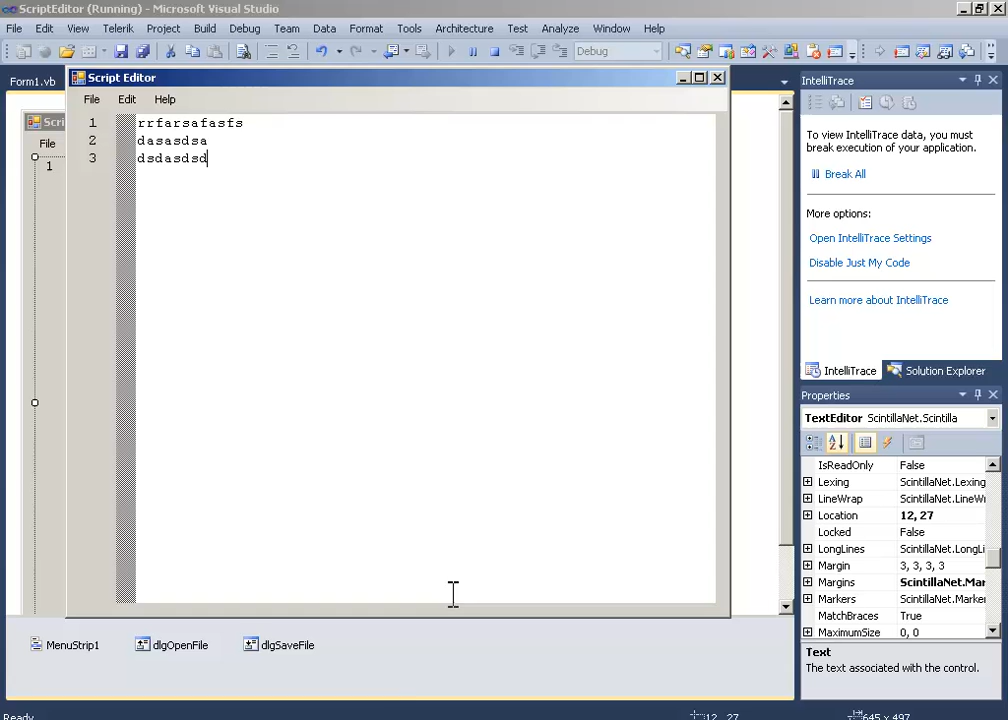 ScriptEditor (Running) - Microsoft Visual Studio
File Edit View Telerik Project Build Debug Team Data Format Tools Architecture Test Analyze Window Help
Debug
Form1.vb
Scri
File
1
Script Editor
File Edit Help
1 rrfarsafasfs
2 dasasdsa
3 dsdasdsd
IntelliTrace
To view IntelliTrace data, you must
break execution of your application.
Break All
More options:
Open IntelliTrace Settings
Disable Just My Code
Learn more about IntelliTrace
IntelliTrace Solution Explorer
Properties
TextEditor ScintillaNet.Scintilla
IsReadOnly False
Lexing ScintillaNet.Lexing
LineWrap ScintillaNet.LineWr
Location 12, 27
Locked False
LongLines ScintillaNet.LongLi
Margin 3, 3, 3, 3
Margins ScintillaNet.Mar
Markers ScintillaNet.Marker
MatchBraces True
MaximumSize 0, 0
Text
The text associated with the control.
MenuStrip1 dlgOpenFile dlgSaveFile
Ready 12, 27 645 x 497